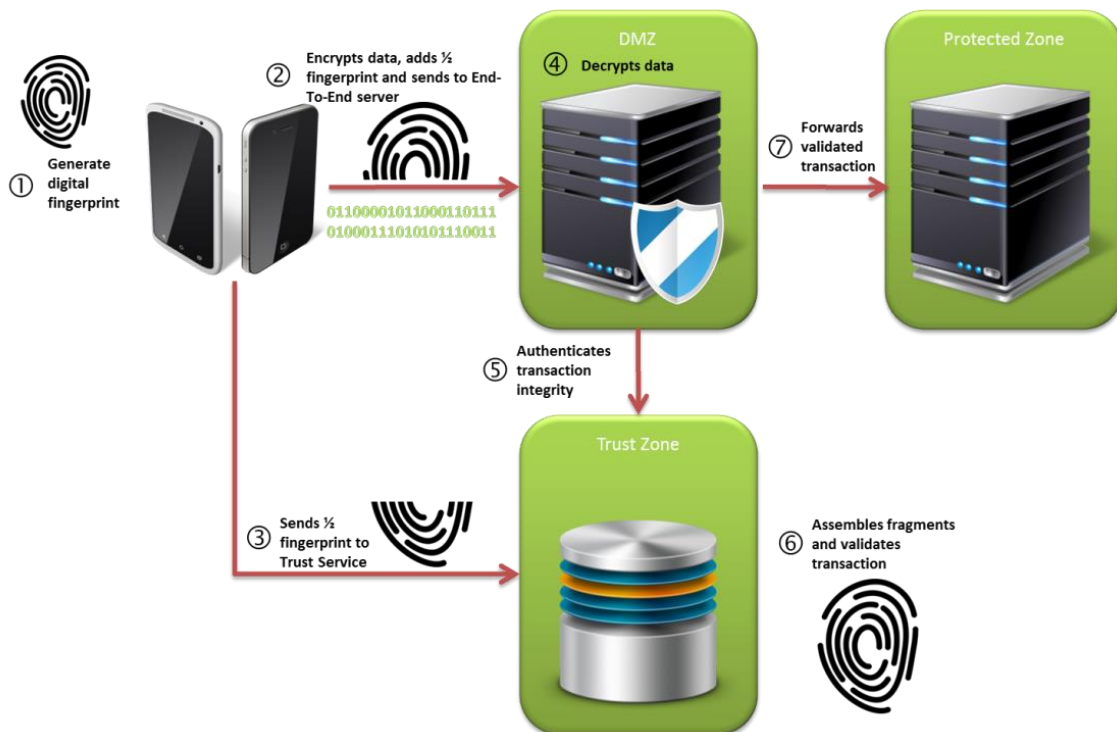 ①
Generate
digital
fingerprint
②
Encrypts data, adds ½
fingerprint and sends to End-
To-End server
0110000101100011​0111
01000111010101110011
③
Sends ½
fingerprint to
Trust Service
DMZ
④
Decrypts data
⑤
Authenticates
transaction
integrity
Trust Zone
⑥
Assembles fragments
and validates
transaction
⑦
Forwards
validated
transaction
Protected Zone